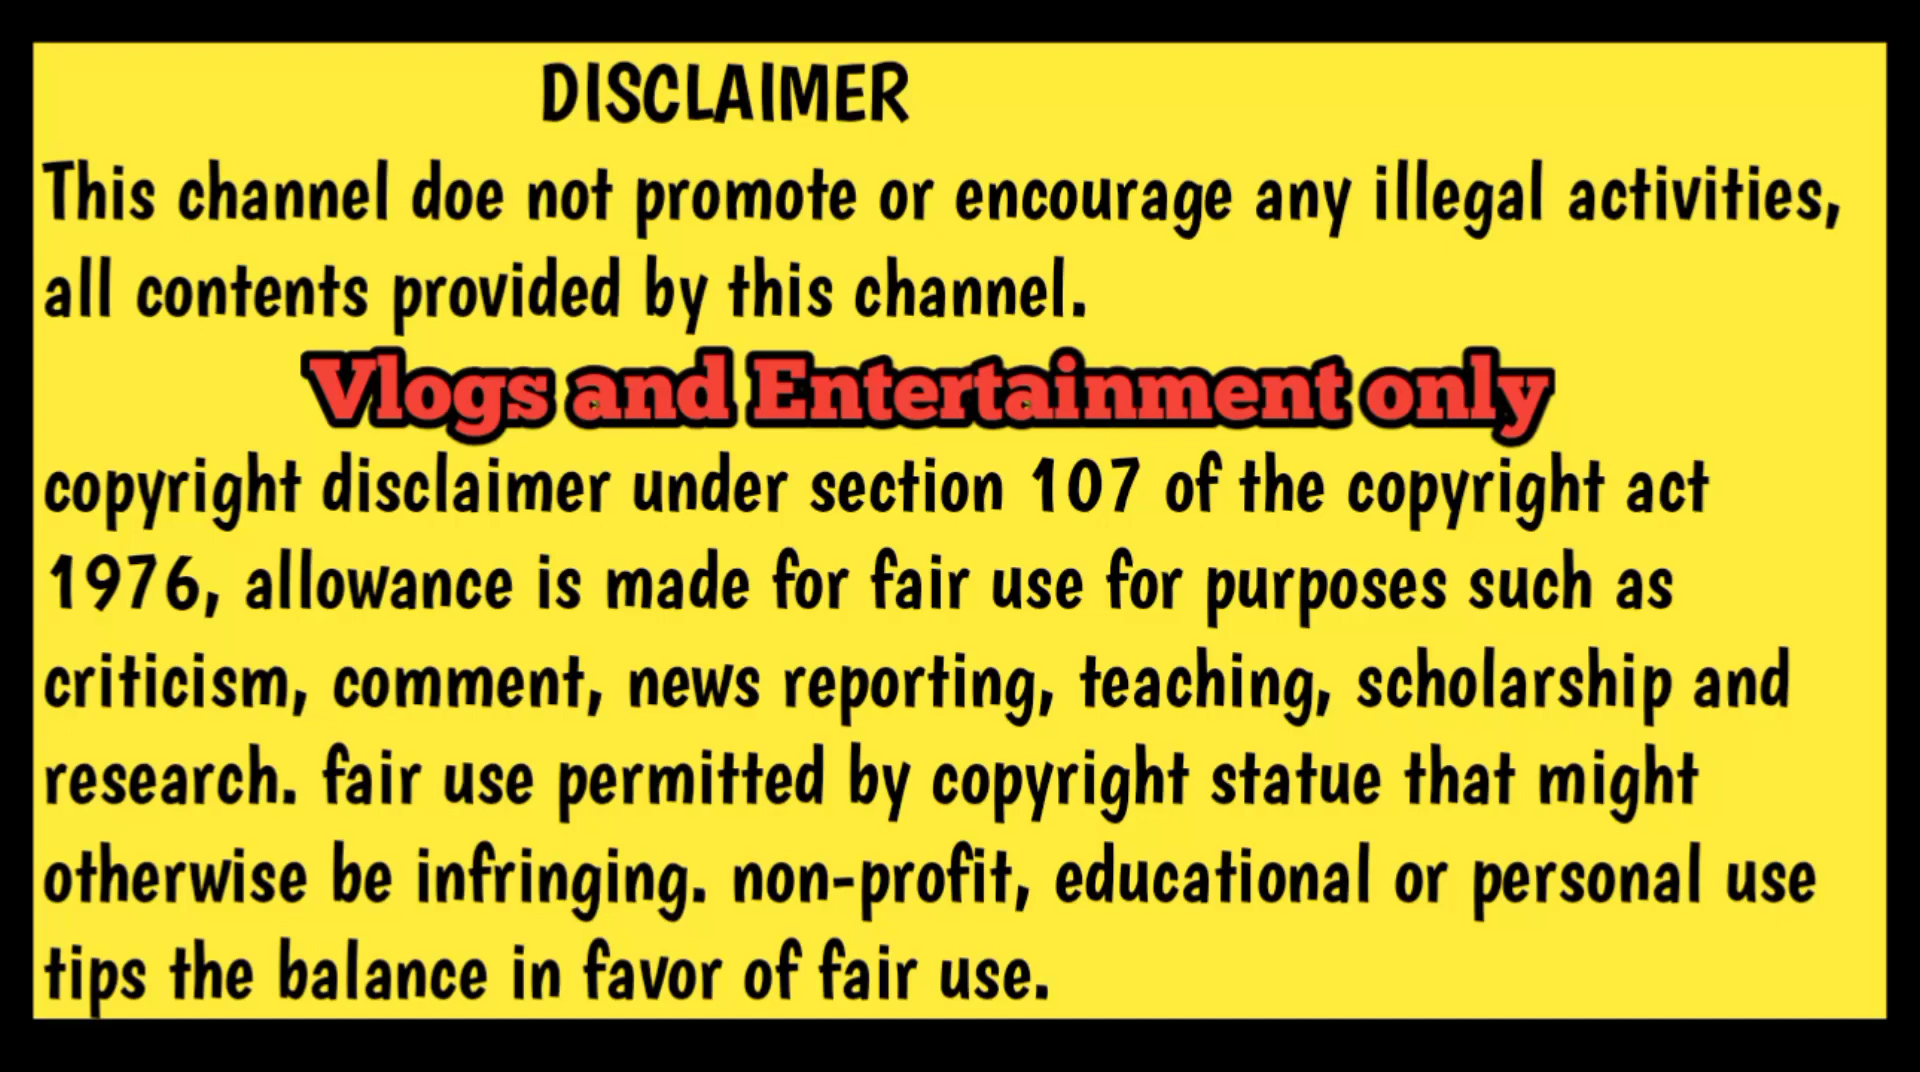 DISCLAIMER
This channel doe not promote or encourage any illegal activities,
all contents provided by this channel.
Vlogs and Entertainment only
copyright disclaimer under section 107 of the copyright act
1976, allowance is made for fair use for purposes such as
criticism, comment, news reporting, teaching, scholarship and
research. fair use permitted by copyright statue that might
otherwise be infringing. non-profit, educational or personal use
tips the balance in favor of fair use.